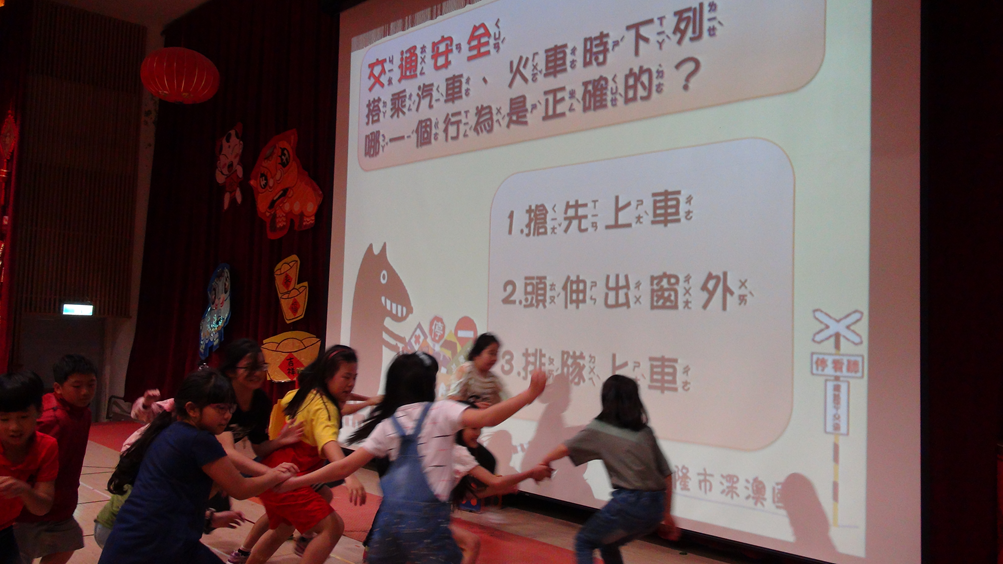 交通安全
搭乘汽車、火車時下列
哪一個行為是正確的？
1.搶先上車
2.頭伸出窗外
3.排隊上車
停
停看聽
隆市深澳國